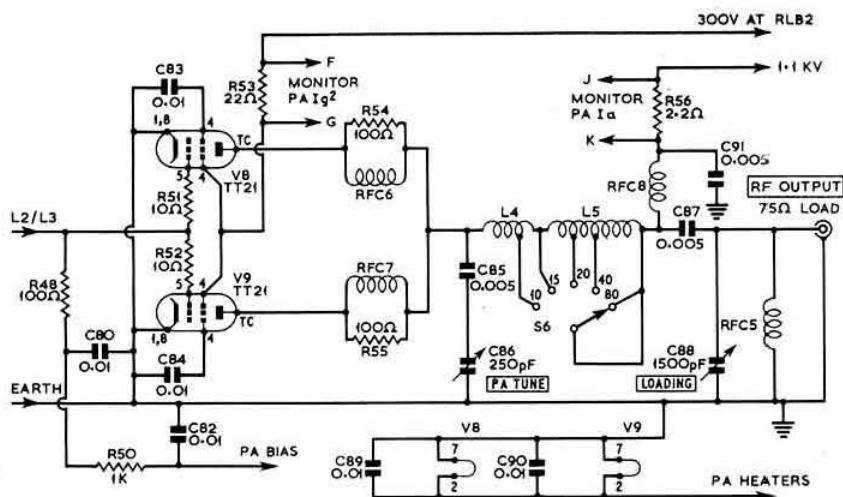 300V AT RLB2
C83
0.01
4
1,8
R53
22Ω
F
MONITOR
PA Ig2
G
R54
100Ω
J
1·1 KV
MONITOR
PA Ia
R56
2·2Ω
K
C91
0.005
TC
V8
TT21
5
4
R51
10Ω
RFC6
RFC8
RF OUTPUT
75Ω LOAD
L2/L3
R52
10Ω
L4
L5
C87
0.005
R48
100Ω
5
4
V9
TT21
RFC7
C85
0.005
10
15
20
40
80
S6
TC
1,8
4
C80
0.01
C84
0.01
100Ω
R55
C86
250pF
PA TUNE
C88
1500pF
LOADING
RFC5
EARTH
C82
0.01
R50
1K
PA BIAS
V8
V9
C89
0.01
7
2
C90
0.01
7
2
PA HEATERS